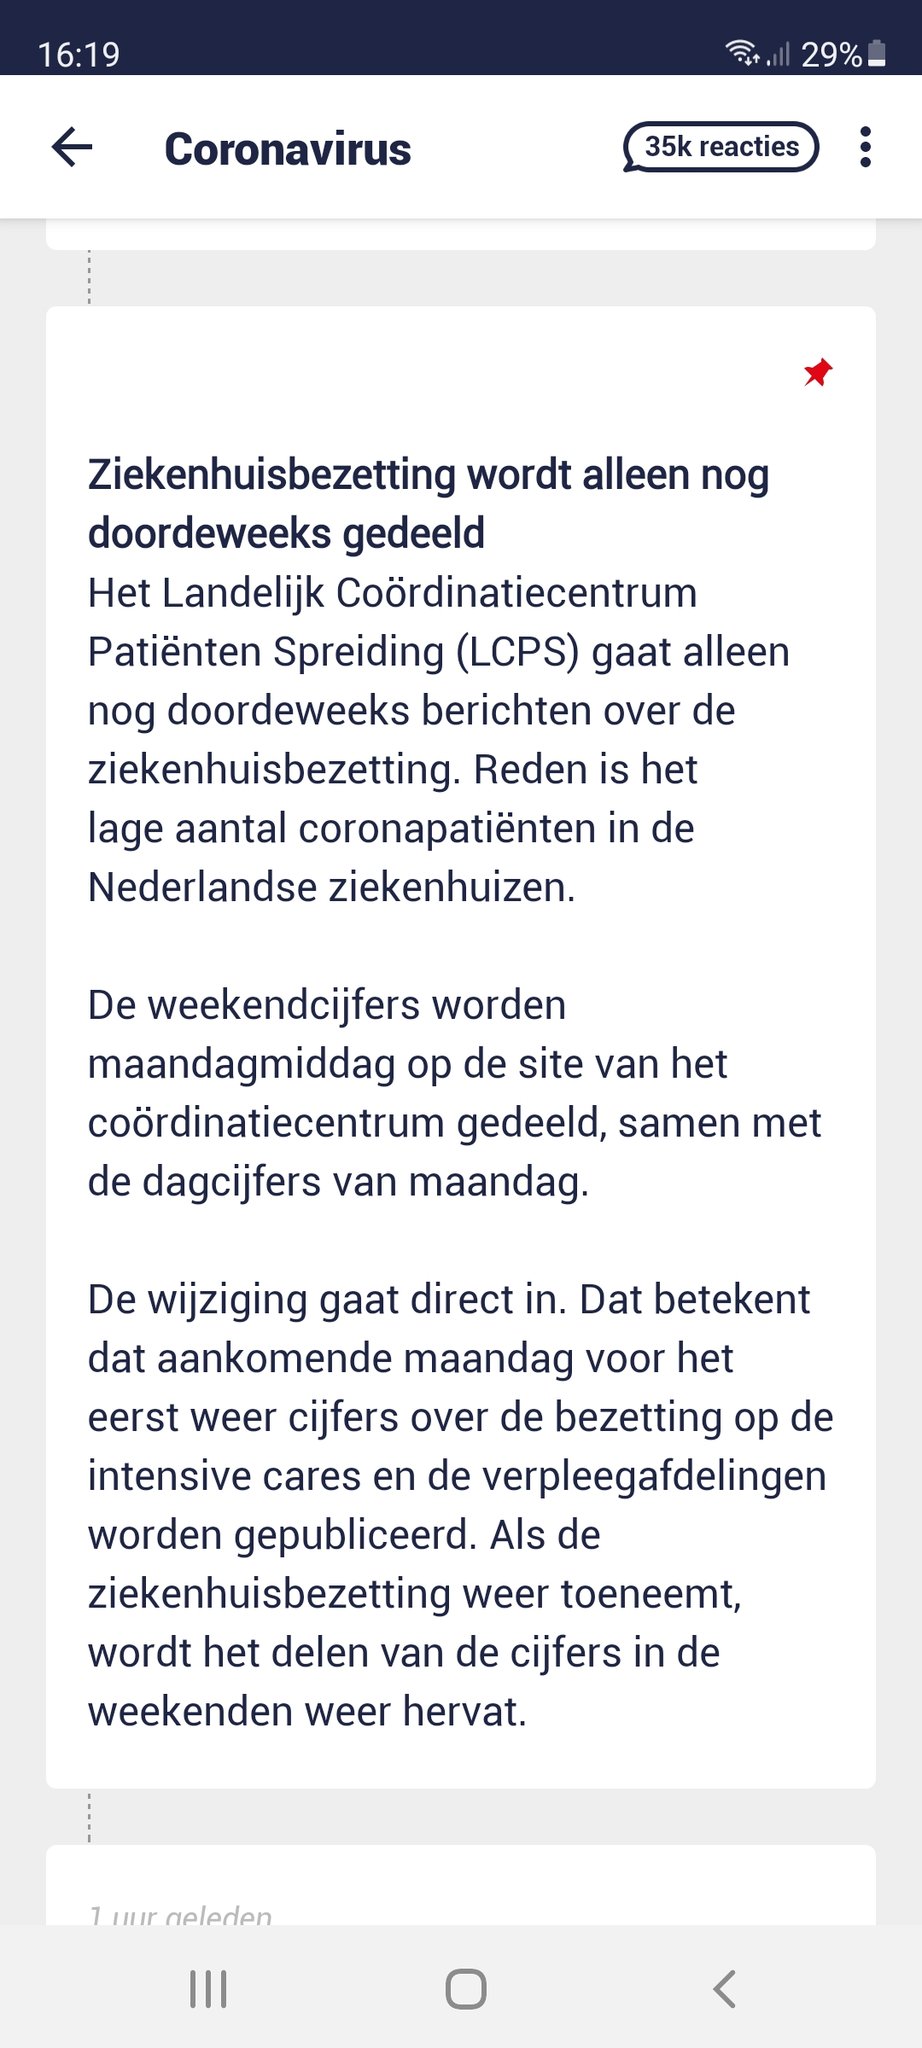 16:19
29%
Coronavirus
35k reacties
Ziekenhuisbezetting wordt alleen nog
doordeweeks gedeeld
Het Landelijk Coördinatiecentrum
Patiënten Spreiding (LCPS) gaat alleen
nog doordeweeks berichten over de
ziekenhuisbezetting. Reden is het
lage aantal coronapatiënten in de
Nederlandse ziekenhuizen.
De weekendcijfers worden
maandagmiddag op de site van het
coördinatiecentrum gedeeld, samen met
de dagcijfers van maandag.
De wijziging gaat direct in. Dat betekent
dat aankomende maandag voor het
eerst weer cijfers over de bezetting op de
intensive cares en de verpleegafdelingen
worden gepubliceerd. Als de
ziekenhuisbezetting weer toeneemt,
wordt het delen van de cijfers in de
weekenden weer hervat.
1 uur geleden